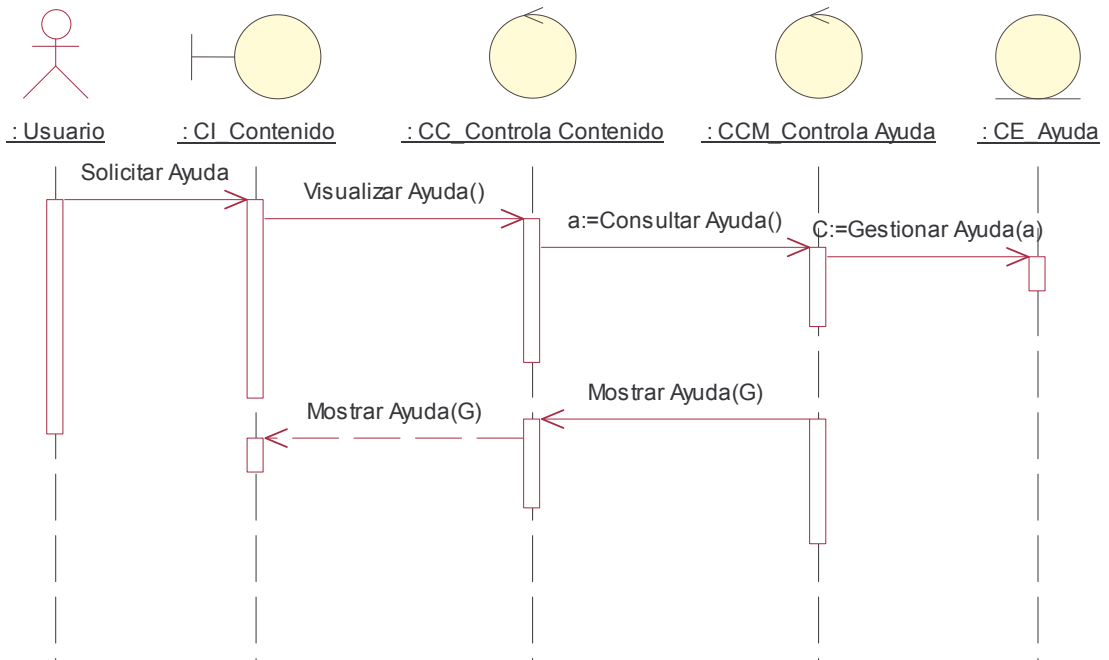 : Usuario
: CI_Contenido
: CC_Controla Contenido
: CCM_Controla Ayuda
: CE_Ayuda
Solicitar Ayuda
Visualizar Ayuda()
a:=Consultar Ayuda()
C:=Gestionar Ayuda(a)
Mostrar Ayuda(G)
Mostrar Ayuda(G)